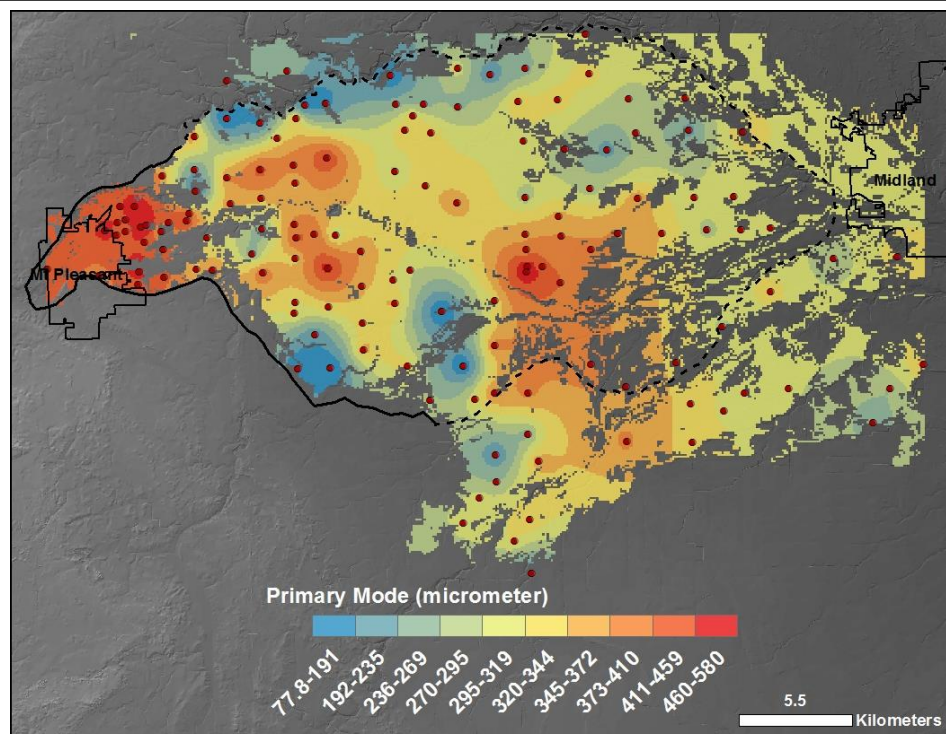 Midland
Mt Pleasant
Primary Mode (micrometer)
77.8-191
192-235
236-269
270-295
295-319
320-344
345-372
373-410
411-459
460-580
5.5
Kilometers